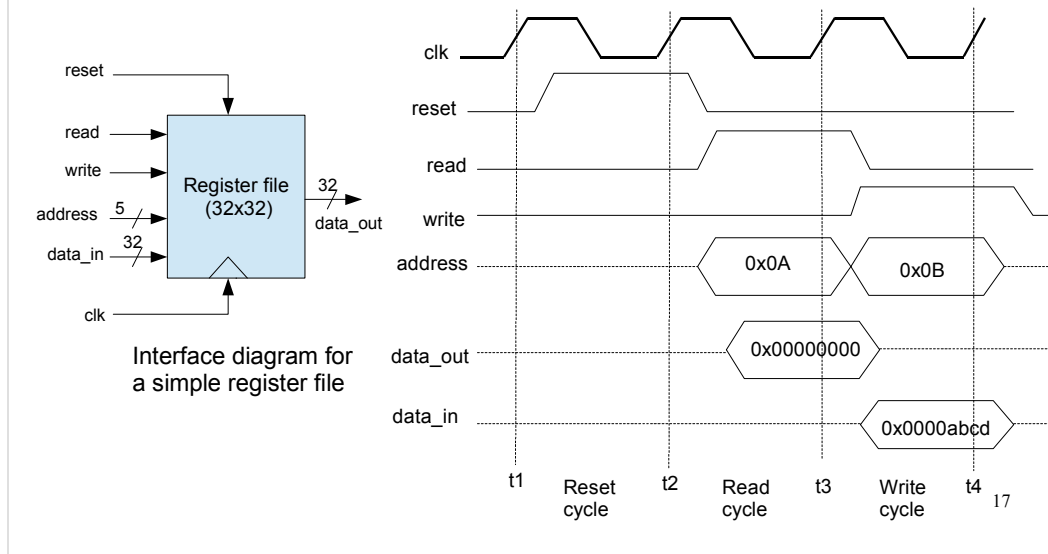 reset
read
write
address
5
data_in
32
clk
Register file
(32x32)
32
data_out
Interface diagram for
a simple register file
clk
reset
read
write
address
0x0A
0x0B
data_out
0x00000000
data_in
0x0000abcd
t1
Reset
cycle
t2
Read
cycle
t3
Write
cycle
t4
17